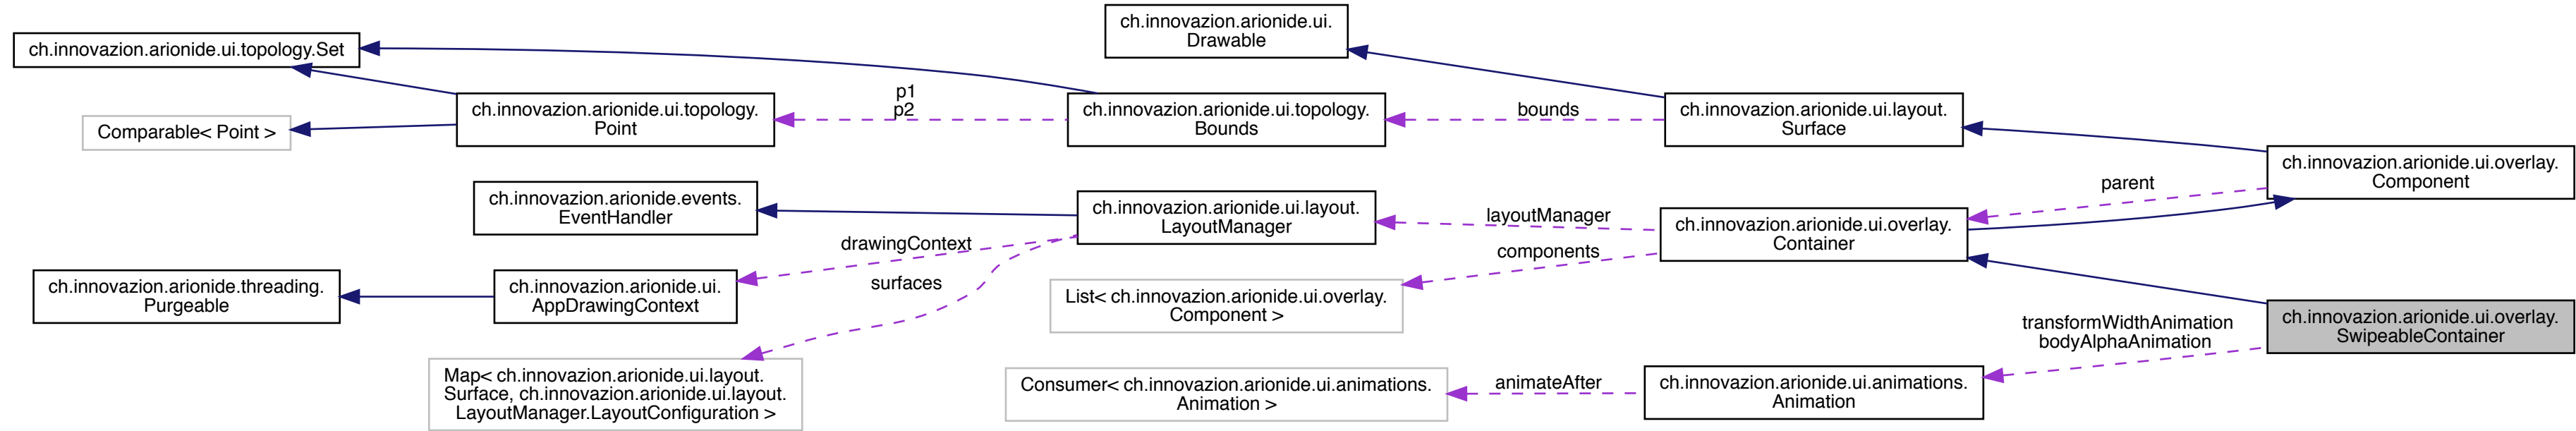 ch.innovazion.arionide.ui.
Drawable
ch.innovazion.arionide.ui.topology.Set
p1
p2
ch.innovazion.arionide.ui.topology.
Point
ch.innovazion.arionide.ui.topology.
Bounds
bounds
ch.innovazion.arionide.ui.layout.
Surface
Comparable< Point >
ch.innovazion.arionide.ui.overlay.
Component
parent
ch.innovazion.arionide.events.
EventHandler
ch.innovazion.arionide.ui.layout.
LayoutManager
layoutManager
ch.innovazion.arionide.ui.overlay.
Container
drawingContext
components
surfaces
ch.innovazion.arionide.threading.
Purgeable
ch.innovazion.arionide.ui.
AppDrawingContext
List< ch.innovazion.arionide.ui.overlay.
Component >
ch.innovazion.arionide.ui.overlay.
SwipeableContainer
transformWidthAnimation
bodyAlphaAnimation
Map< ch.innovazion.arionide.ui.layout.
Surface, ch.innovazion.arionide.ui.layout.
LayoutManager.LayoutConfiguration >
Consumer< ch.innovazion.arionide.ui.animations.
Animation >
animateAfter
ch.innovazion.arionide.ui.animations.
Animation